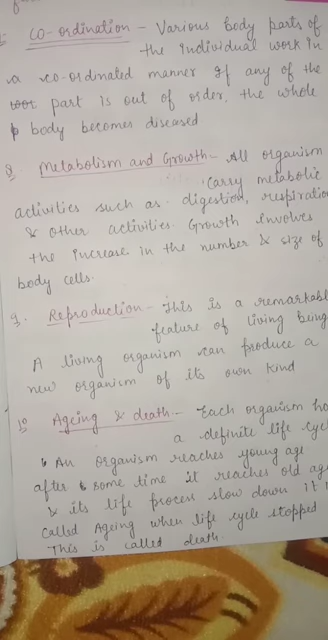 co-ordination - Various body parts of
the individual work in
a co-ordinated manner If any of the
part is out of order, the whole
body becomes diseased
8. Metabolism and Growth - All organism
carry metabolic
activities such as digestion, respiration
& other activities. Growth involves
the increase in the number & size of
body cells.
9. Reproduction - This is a remarkabl
feature of living being
A living organism can produce a
new organism of its own kind
10 Ageing & death - Each organism ha
a definite life cycl
An organism reaches young age
after some time it reaches old ag
& its life process slow down it i
called Ageing when life cycle stopped
This is called death.